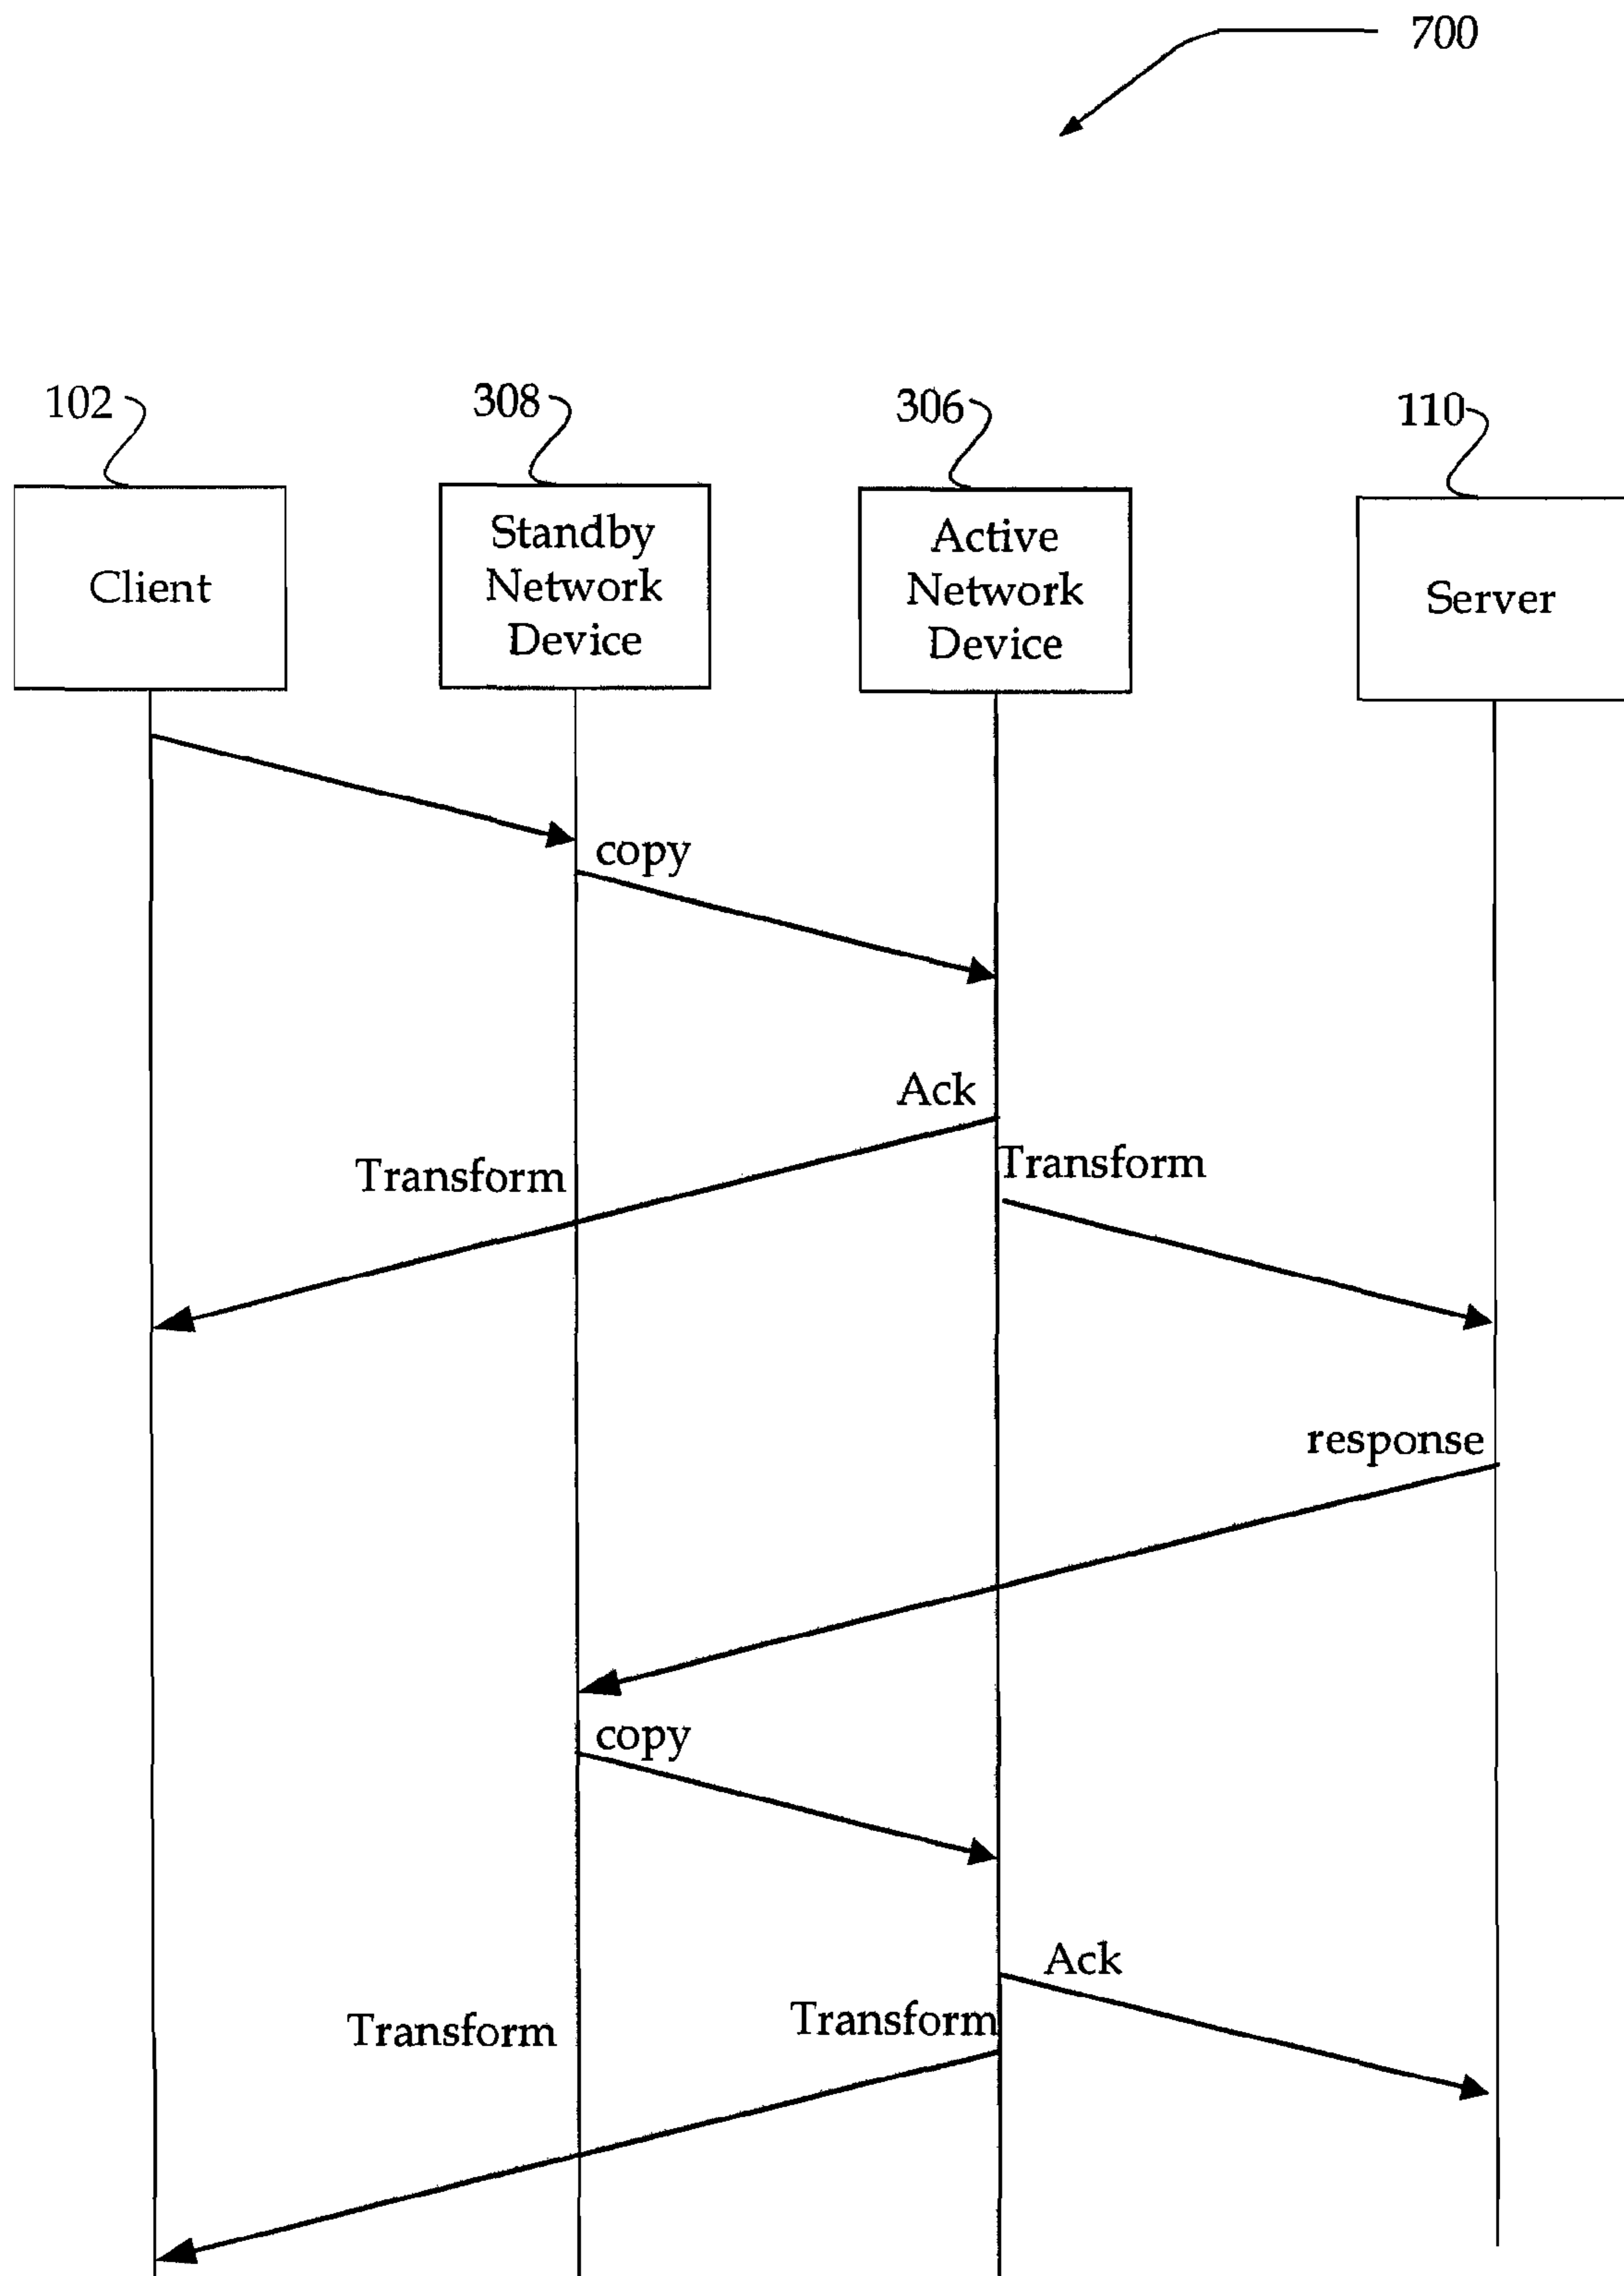 700
102
308
306
110
Client
Standby
Network
Device
Active
Network
Device
Server
copy
Ack
Transform
Transform
response
copy
Ack
Transform
Transform